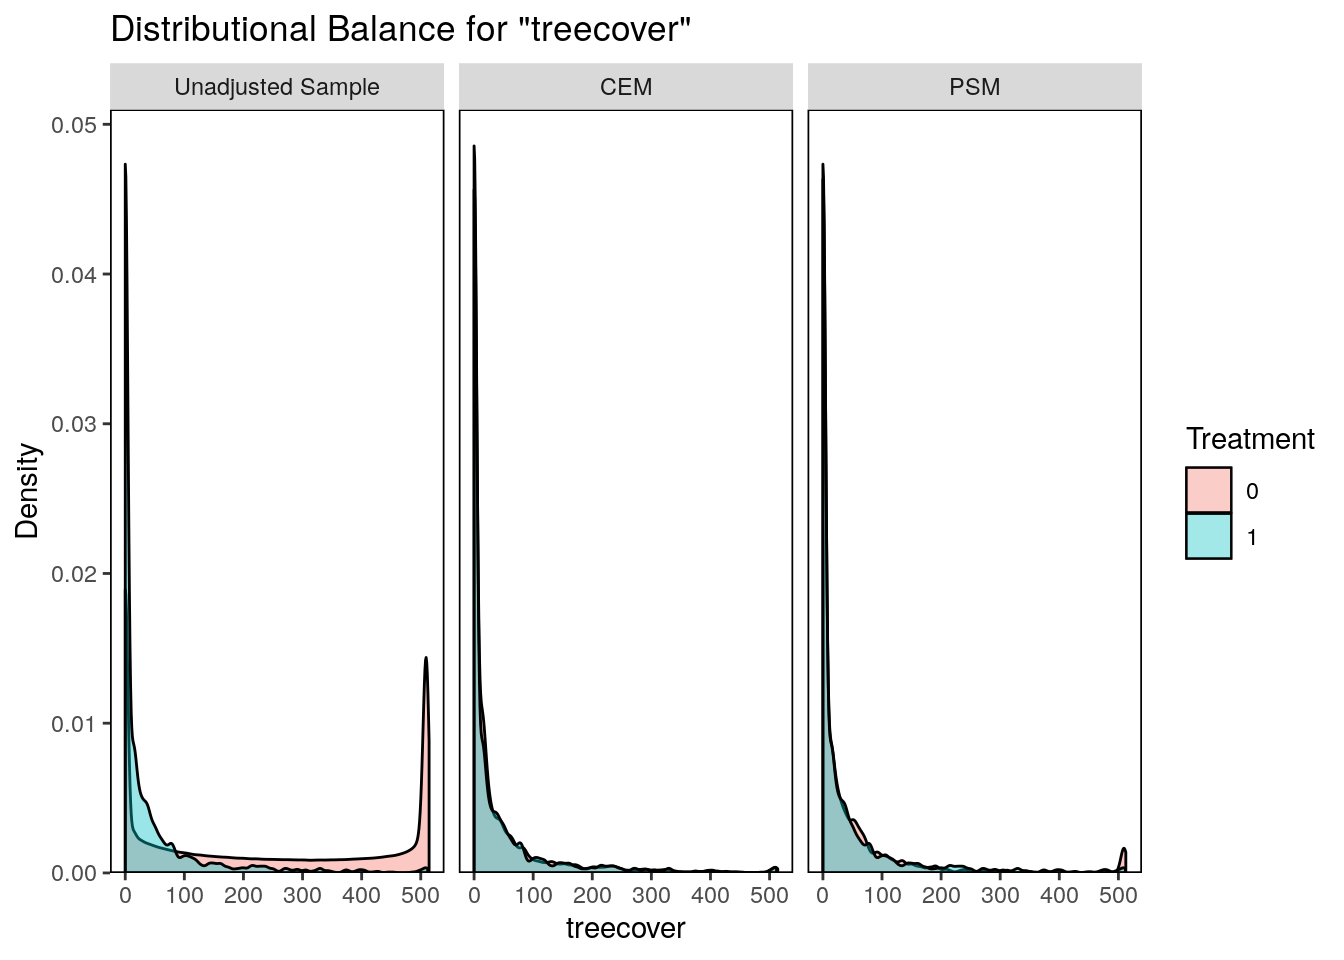 Distributional Balance for "treecover"
Unadjusted Sample
CEM
PSM
Density
0.05
0.04
0.03
0.02
0.01
0.00
0 100 200 300 400 500
0 100 200 300 400 500
0 100 200 300 400 500
treecover
Treatment
0
1